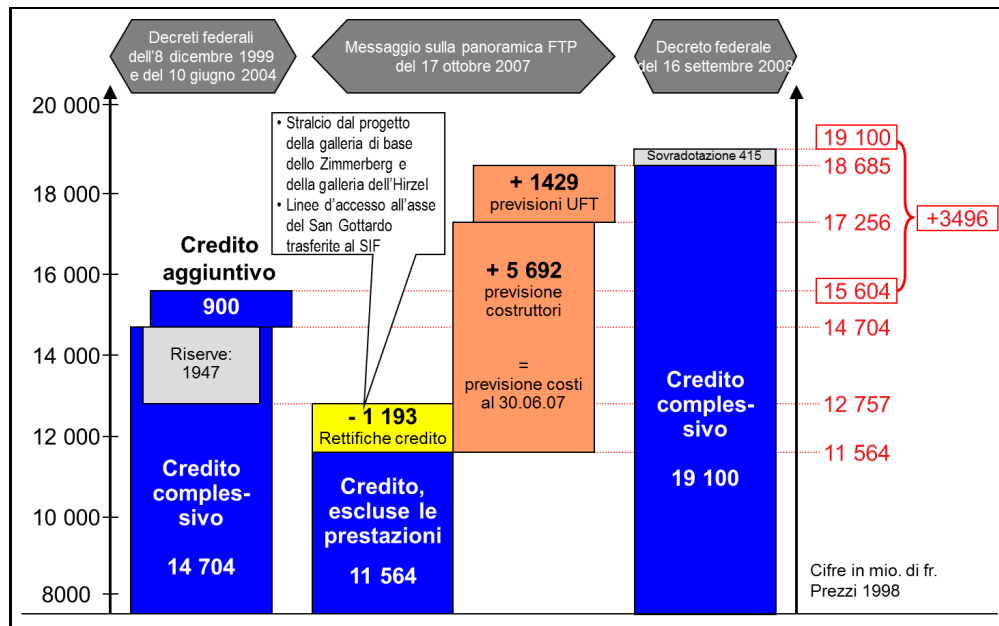 Decreti federali
dell'8 dicembre 1999
e del 10 giugno 2004
Messaggio sulla panoramica FTP
del 17 ottobre 2007
Decreto federale
del 16 settembre 2008
20 000
18 000
16 000
14 000
12 000
10 000
8000
• Stralcio dal progetto
della galleria di base
dello Zimmerberg e
della galleria dell'Hirzel
• Linee d'accesso all'asse
del San Gottardo
trasferite al SIF
Credito
aggiuntivo
900
Riserve:
1947
Credito
comples-
sivo
14 704
- 1 193
Rettifiche credito
Credito,
escluse le
prestazioni
11 564
+ 1429
previsioni UFT
+ 5 692
previsione
costruttori
=
previsione costi
al 30.06.07
Sovradotazione 415
Credito
comples-
sivo
19 100
19 100
18 685
17 256
15 604
14 704
12 757
11 564
+3496
Cifre in mio. di fr.
Prezzi 1998